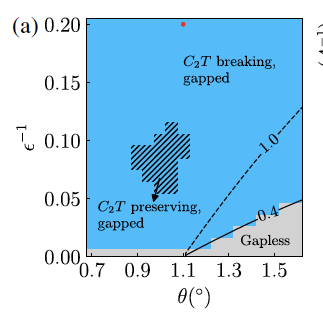 (a)
0.20
C₂T breaking,
gapped
0.15
ϵ⁻¹
0.10
1.0
0.05
C₂T preserving,
gapped
0.4
Gapless
0.00
0.7 0.9 1.1 1.3 1.5
θ(°)